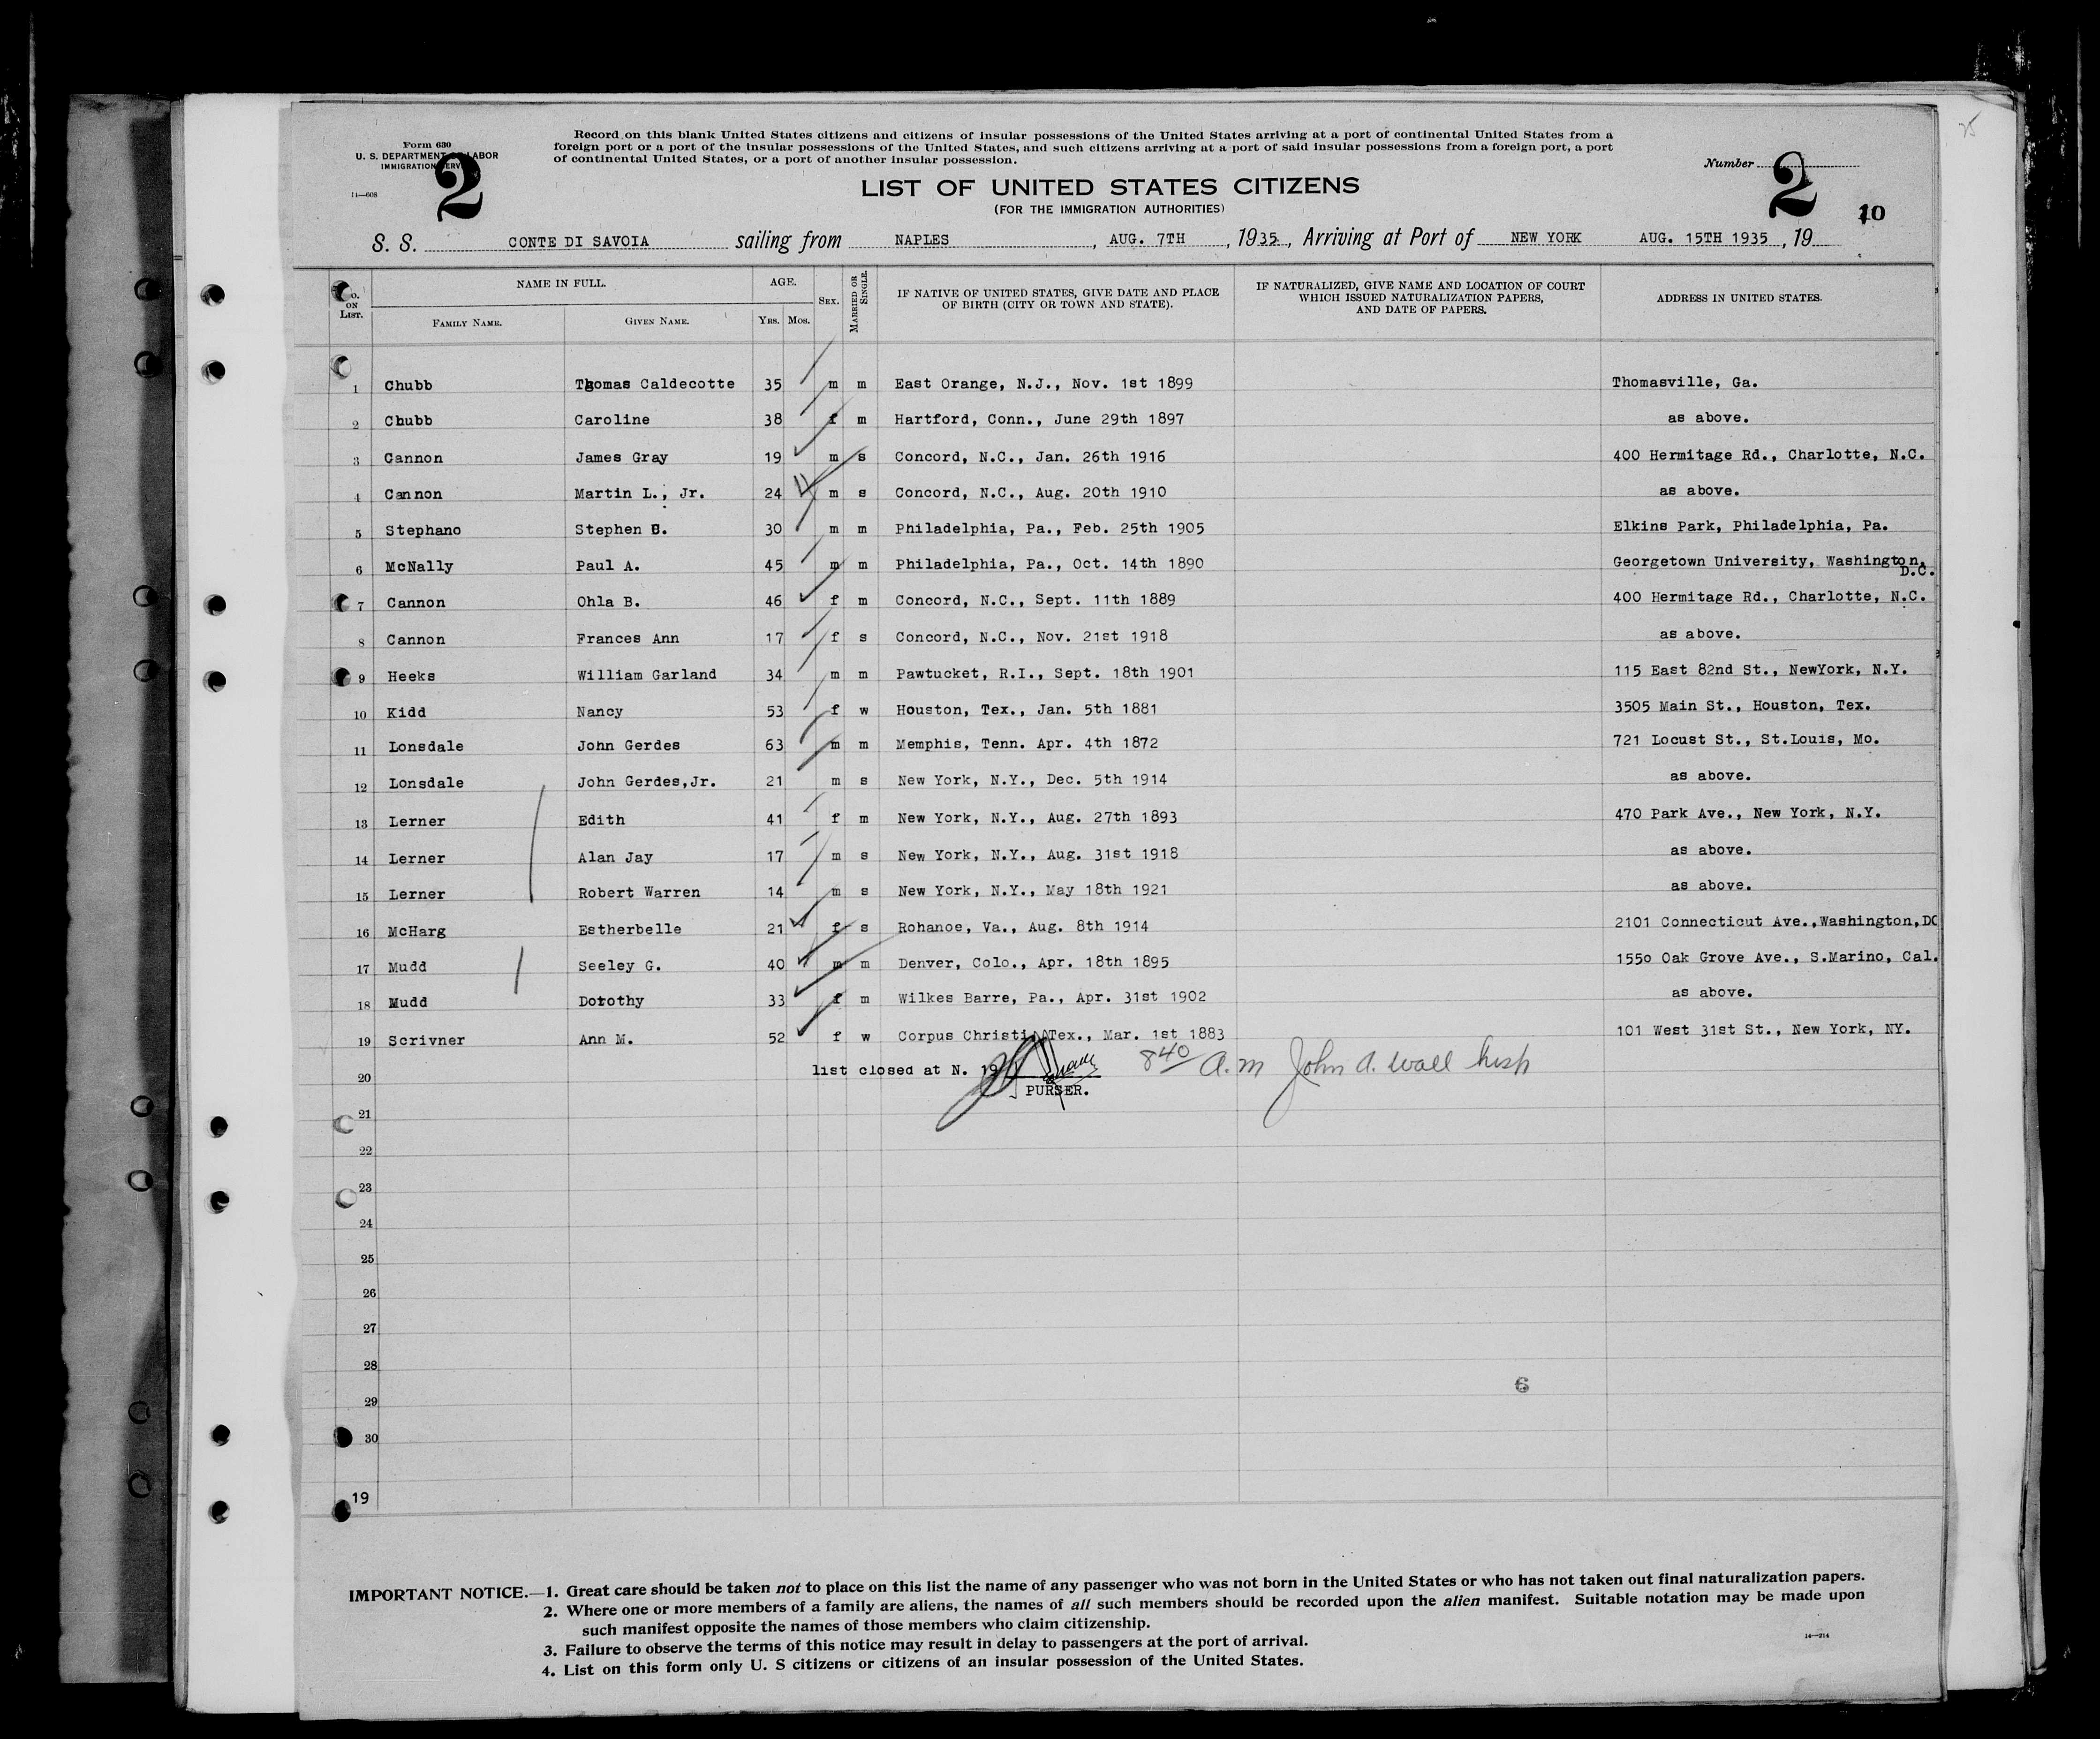 25
Form 630
U. S. DEPARTMENT OF LABOR
IMMIGRATION SERVICE
14—608
2
Record on this blank United States citizens and citizens of insular possessions of the United States arriving at a port of continental United States from a
foreign port or a port of the insular possessions of the United States, and such citizens arriving at a port of said insular possessions from a foreign port, a port
of continental United States, or a port of another insular possession.
Number 2
10
LIST OF UNITED STATES CITIZENS
(FOR THE IMMIGRATION AUTHORITIES)
S. S. CONTE DI SAVOIA sailing from NAPLES, AUG. 7TH, 1935, Arriving at Port of NEW YORK AUG. 15TH 1935, 19
No. ON LIST. NAME IN FULL. AGE. SEX. MARRIED OR SINGLE. IF NATIVE OF UNITED STATES, GIVE DATE AND PLACE OF BIRTH (CITY OR TOWN AND STATE). IF NATURALIZED, GIVE NAME AND LOCATION OF COURT WHICH ISSUED NATURALIZATION PAPERS, AND DATE OF PAPERS. ADDRESS IN UNITED STATES.
FAMILY NAME. GIVEN NAME. YRS. MOS.
1 Chubb Thomas Caldecotte 35 m m East Orange, N.J., Nov. 1st 1899 Thomasville, Ga.
2 Chubb Caroline 38 f m Hartford, Conn., June 29th 1897 as above.
3 Cannon James Gray 19 m s Concord, N.C., Jan. 26th 1916 400 Hermitage Rd., Charlotte, N.C.
4 Cannon Martin L., Jr. 24 m s Concord, N.C., Aug. 20th 1910 as above.
5 Stephano Stephen B. 30 m m Philadelphia, Pa., Feb. 25th 1905 Elkins Park, Philadelphia, Pa.
6 McNally Paul A. 45 m m Philadelphia, Pa., Oct. 14th 1890 Georgetown University, Washington, D.C.
7 Cannon Ohla B. 46 f m Concord, N.C., Sept. 11th 1889 400 Hermitage Rd., Charlotte, N.C.
8 Cannon Frances Ann 17 f s Concord, N.C., Nov. 21st 1918 as above.
9 Heeks William Garland 34 m m Pawtucket, R.I., Sept. 18th 1901 115 East 82nd St., NewYork, N.Y.
10 Kidd Nancy 53 f w Houston, Tex., Jan. 5th 1881 3505 Main St., Houston, Tex.
11 Lonsdale John Gerdes 63 m m Memphis, Tenn. Apr. 4th 1872 721 Locust St., St.Louis, Mo.
12 Lonsdale John Gerdes,Jr. 21 m s New York, N.Y., Dec. 5th 1914 as above.
13 Lerner Edith 41 f m New York, N.Y., Aug. 27th 1893 470 Park Ave., New York, N.Y.
14 Lerner Alan Jay 17 m s New York, N.Y., Aug. 31st 1918 as above.
15 Lerner Robert Warren 14 m s New York, N.Y., May 18th 1921 as above.
16 McHarg Estherbelle 21 f s Rohanoe, Va., Aug. 8th 1914 2101 Connecticut Ave.,Washington,DC
17 Mudd Seeley G. 40 m m Denver, Colo., Apr. 18th 1895 1550 Oak Grove Ave., S.Marino, Cal.
18 Mudd Dorothy 33 f m Wilkes Barre, Pa., Apr. 31st 1902 as above.
19 Scrivner Ann M. 52 f w Corpus Christi, Tex., Mar. 1st 1883 101 West 31st St., New York, NY.
20 list closed at N. 19 840 a.m John A. Wall Insp
PURSER.
21
22
23
24
25
26
27
28
6
29
30
19
IMPORTANT NOTICE.—1. Great care should be taken not to place on this list the name of any passenger who was not born in the United States or who has not taken out final naturalization papers.
2. Where one or more members of a family are aliens, the names of all such members should be recorded upon the alien manifest. Suitable notation may be made upon
such manifest opposite the names of those members who claim citizenship.
3. Failure to observe the terms of this notice may result in delay to passengers at the port of arrival.
14—214
4. List on this form only U. S citizens or citizens of an insular possession of the United States.